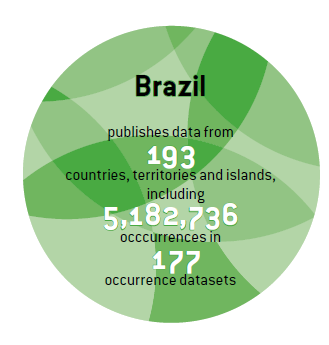 Brazil
publishes data from
193
countries, territories and islands,
including
5,182,736
occcurrences in
177
occurrence datasets